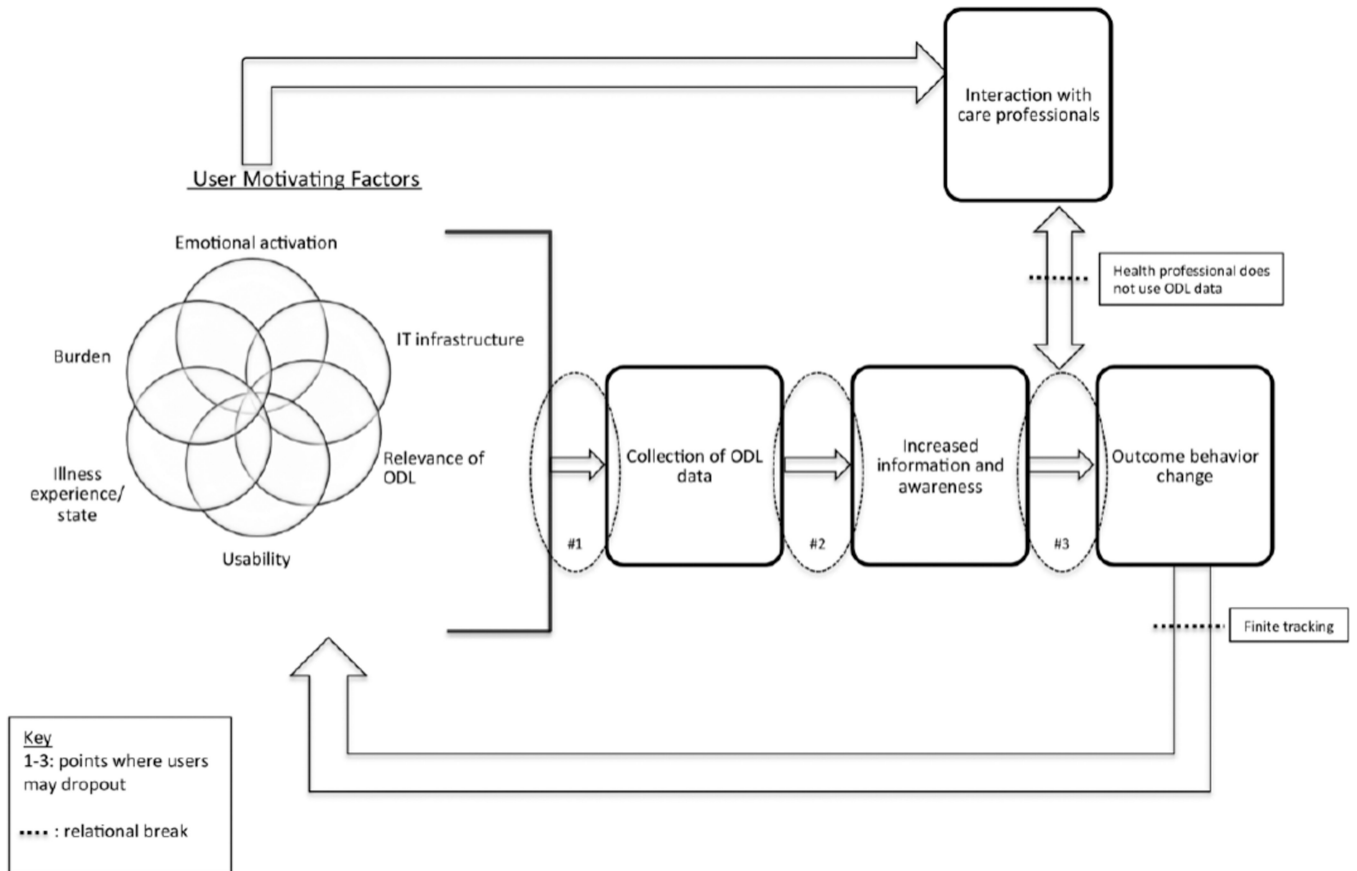 Interaction with
care professionals
User Motivating Factors
Emotional activation
Burden
IT infrastructure
Illness
experience/
state
Relevance of
ODL
Usability
Health professional does
not use ODL data
#1
Collection of ODL
data
#2
Increased
information and
awareness
#3
Outcome behavior
change
Finite tracking
Key
1-3: points where users
may dropout
: relational break